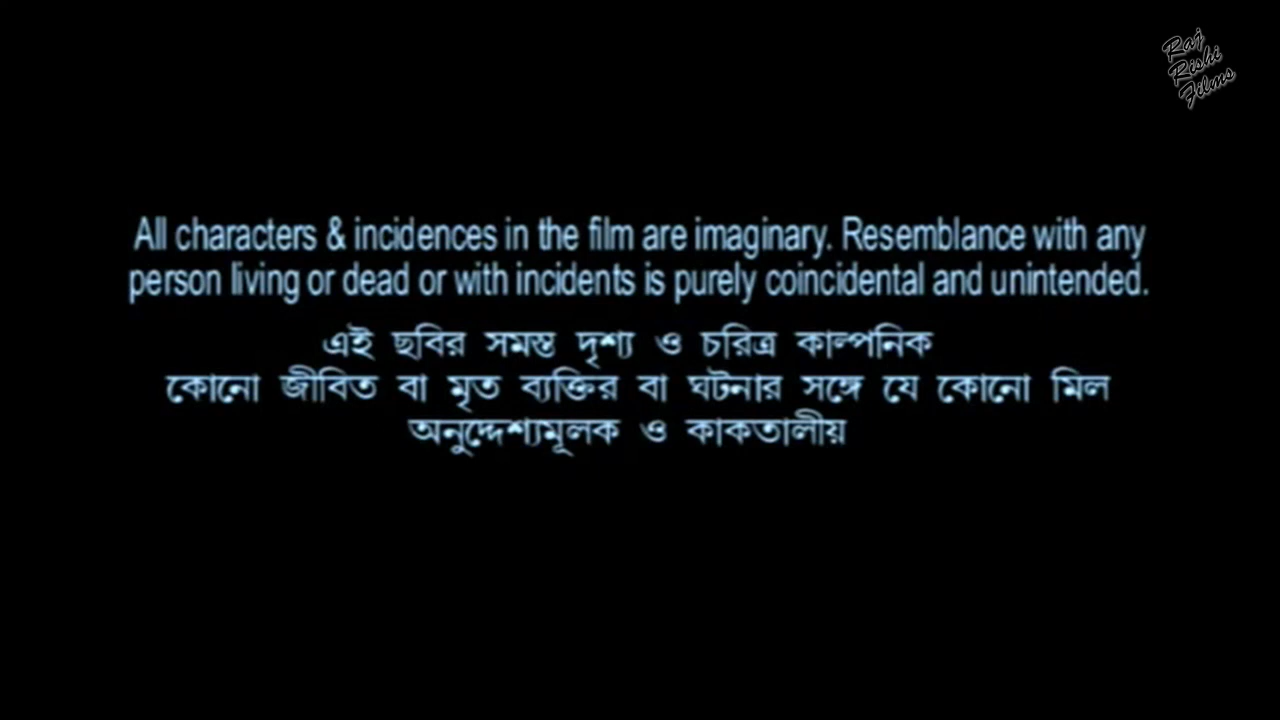 Raj
Rishi
Films
All characters & incidences in the film are imaginary. Resemblance with any
person living or dead or with incidents is purely coincidental and unintended.
এই ছবির সমস্ত দৃশ্য ও চরিত্র কাল্পনিক
কোনো জীবিত বা মৃত ব্যক্তির বা ঘটনার সঙ্গে যে কোনো মিল
অনুদ্দেশ্যমূলক ও কাকতালীয়